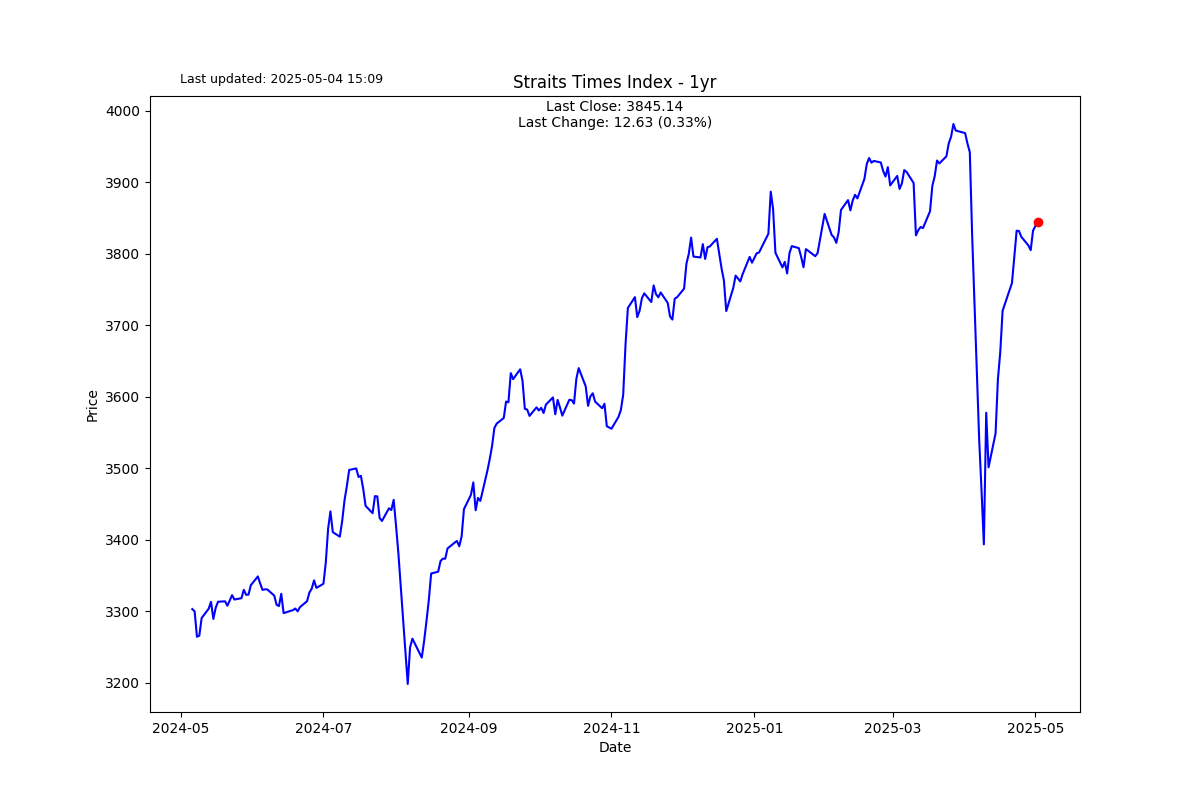 Last updated: 2025-05-04 15:09
Straits Times Index - 1yr
Last Close: 3845.14
Last Change: 12.63 (0.33%)
4000
3900
3800
3700
3600
3500
3400
3300
3200
Price
2024-05 2024-07 2024-09 2024-11 2025-01 2025-03 2025-05
Date